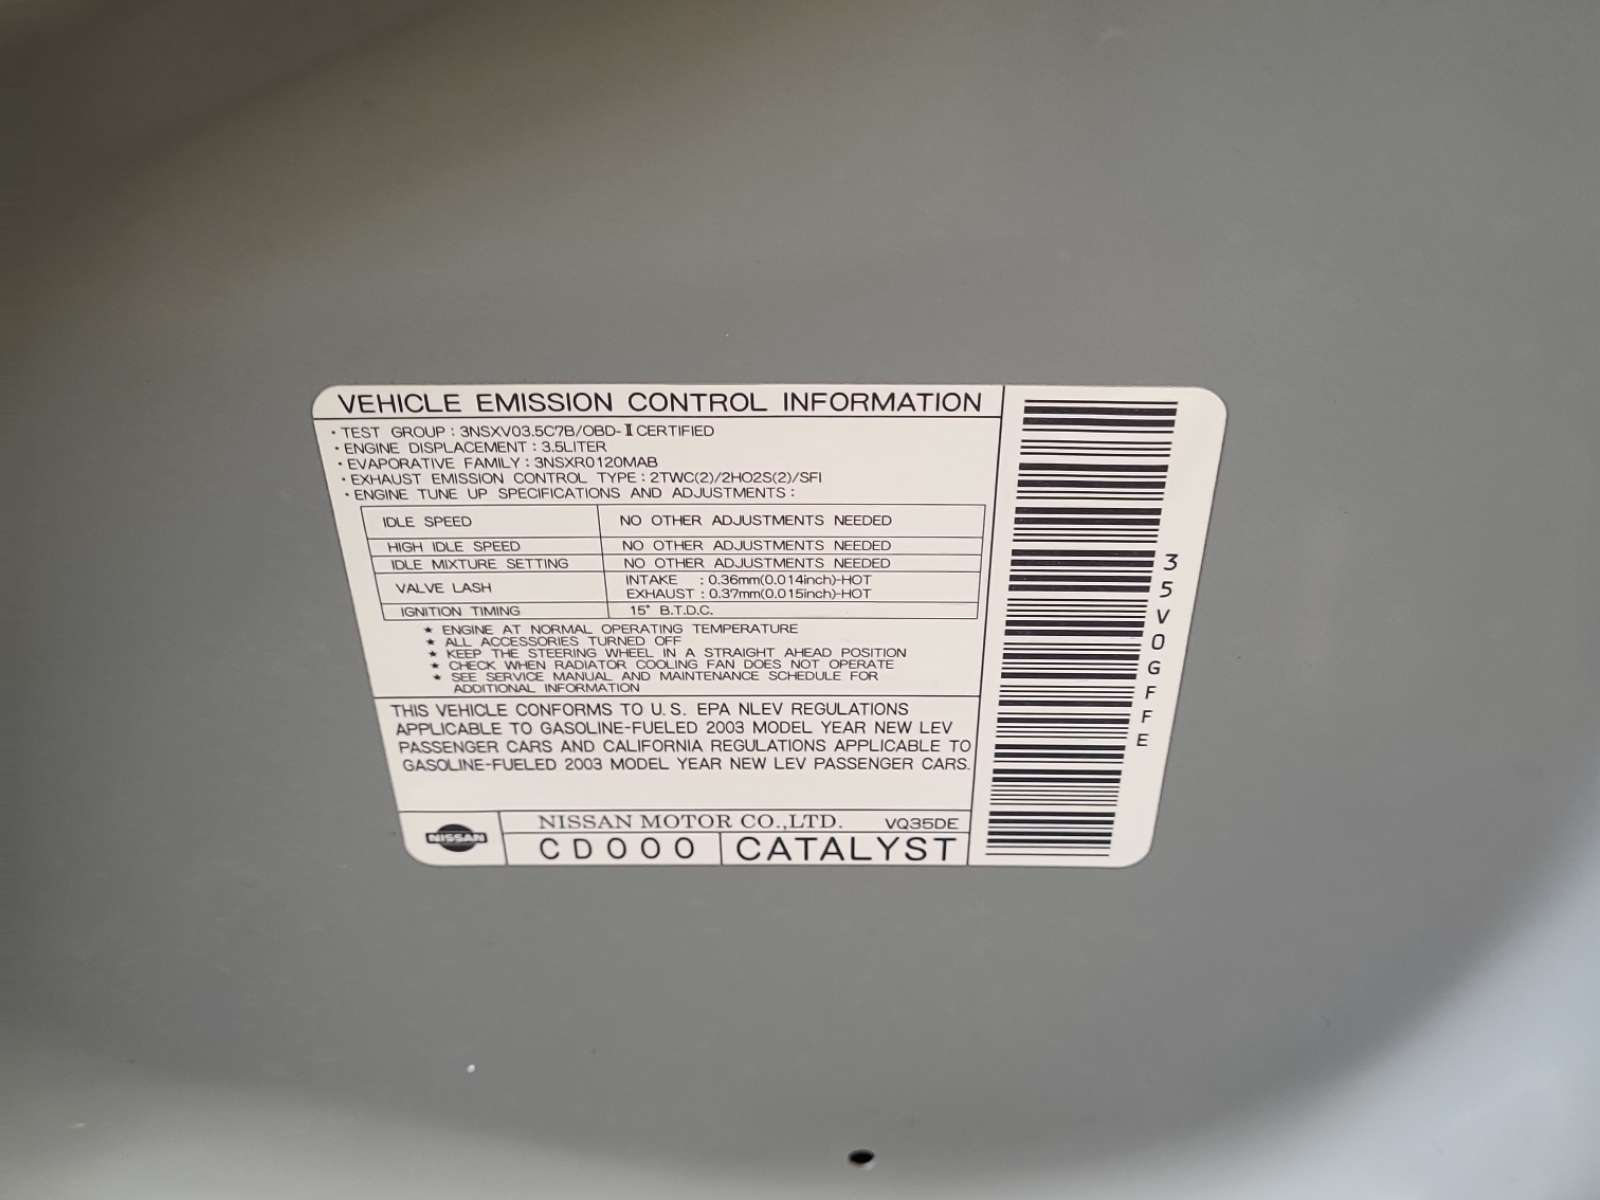 VEHICLE EMISSION CONTROL INFORMATION
・TEST GROUP : 3NSXV03.5C7B/OBD-Ⅱ CERTIFIED
・ENGINE DISPLACEMENT : 3.5LITER
・EVAPORATIVE FAMILY : 3NSXR0120MAB
・EXHAUST EMISSION CONTROL TYPE : 2TWC(2)/2HO2S(2)/SFI
・ENGINE TUNE UP SPECIFICATIONS AND ADJUSTMENTS :
IDLE SPEED NO OTHER ADJUSTMENTS NEEDED
HIGH IDLE SPEED NO OTHER ADJUSTMENTS NEEDED
IDLE MIXTURE SETTING NO OTHER ADJUSTMENTS NEEDED
VALVE LASH INTAKE : 0.36mm(0.014inch)-HOT
EXHAUST : 0.37mm(0.015inch)-HOT
IGNITION TIMING 15° B.T.D.C.
★ ENGINE AT NORMAL OPERATING TEMPERATURE
★ ALL ACCESSORIES TURNED OFF
★ KEEP THE STEERING WHEEL IN A STRAIGHT AHEAD POSITION
★ CHECK WHEN RADIATOR COOLING FAN DOES NOT OPERATE
★ SEE SERVICE MANUAL AND MAINTENANCE SCHEDULE FOR
ADDITIONAL INFORMATION
THIS VEHICLE CONFORMS TO U.S. EPA NLEV REGULATIONS
APPLICABLE TO GASOLINE-FUELED 2003 MODEL YEAR NEW LEV
PASSENGER CARS AND CALIFORNIA REGULATIONS APPLICABLE TO
GASOLINE-FUELED 2003 MODEL YEAR NEW LEV PASSENGER CARS.
NISSAN
NISSAN MOTOR CO.,LTD. VQ35DE
CD000 CATALYST
35V0GFFE